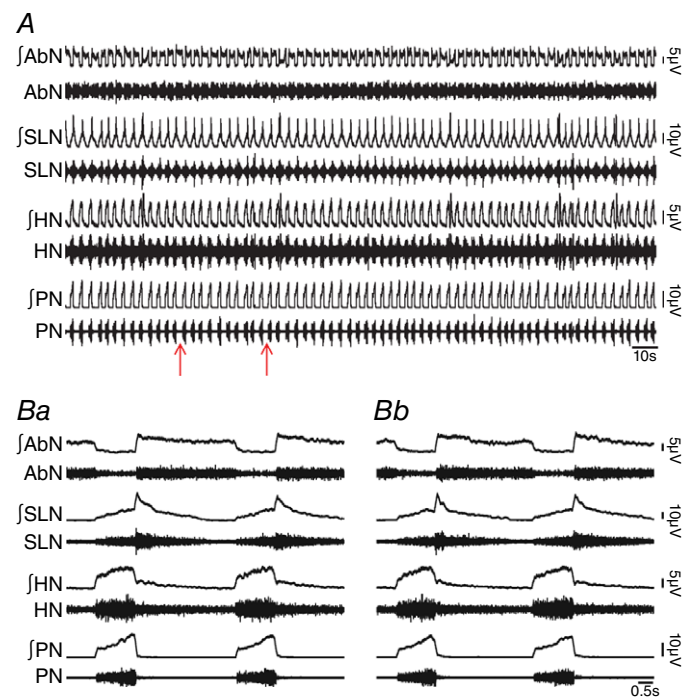 A
∫AbN 5µV
AbN
∫SLN 10µV
SLN
∫HN 5µV
HN
∫PN 10µV
PN
10s
Ba Bb
∫AbN 5µV
AbN
∫SLN 10µV
SLN
∫HN 5µV
HN
∫PN 10µV
PN
0.5s